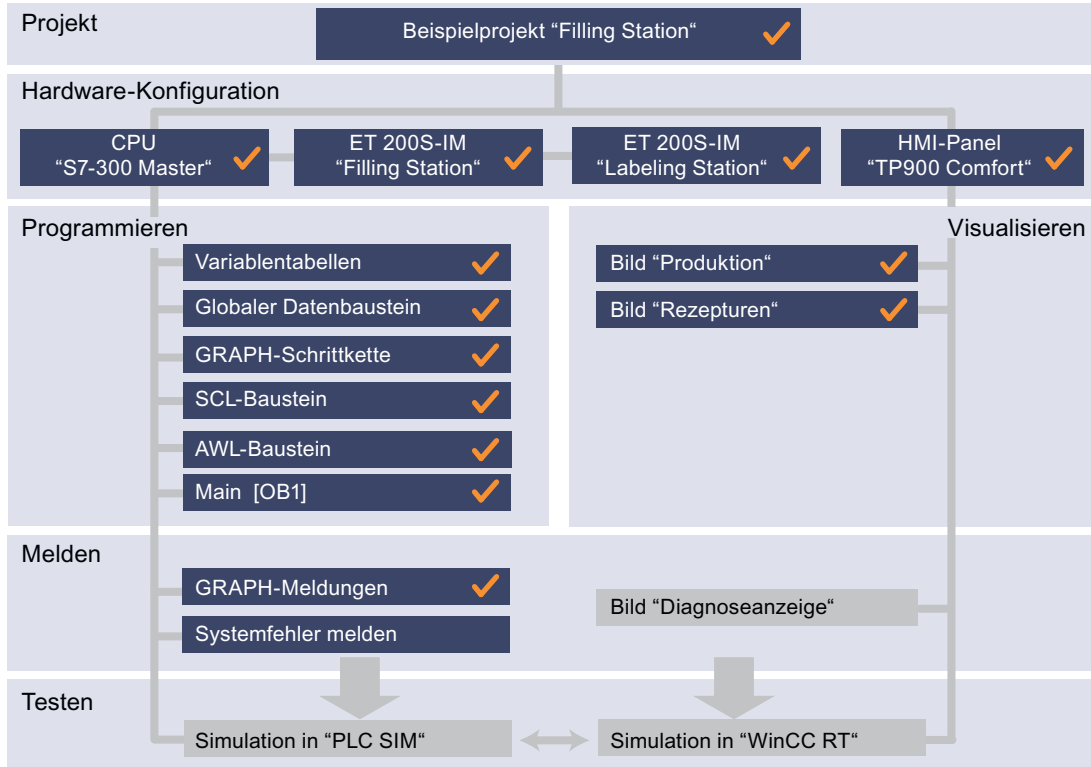 Projekt
Beispielprojekt “Filling Station“
Hardware-Konfiguration
CPU
“S7-300 Master“
ET 200S-IM
“Filling Station“
ET 200S-IM
“Labeling Station“
HMI-Panel
“TP900 Comfort“
Programmieren
Variablentabellen
Globaler Datenbaustein
GRAPH-Schrittkette
SCL-Baustein
AWL-Baustein
Main [OB1]
Visualisieren
Bild “Produktion“
Bild “Rezepturen“
Melden
GRAPH-Meldungen
Systemfehler melden
Bild “Diagnoseanzeige“
Testen
Simulation in “PLC SIM“
Simulation in “WinCC RT“